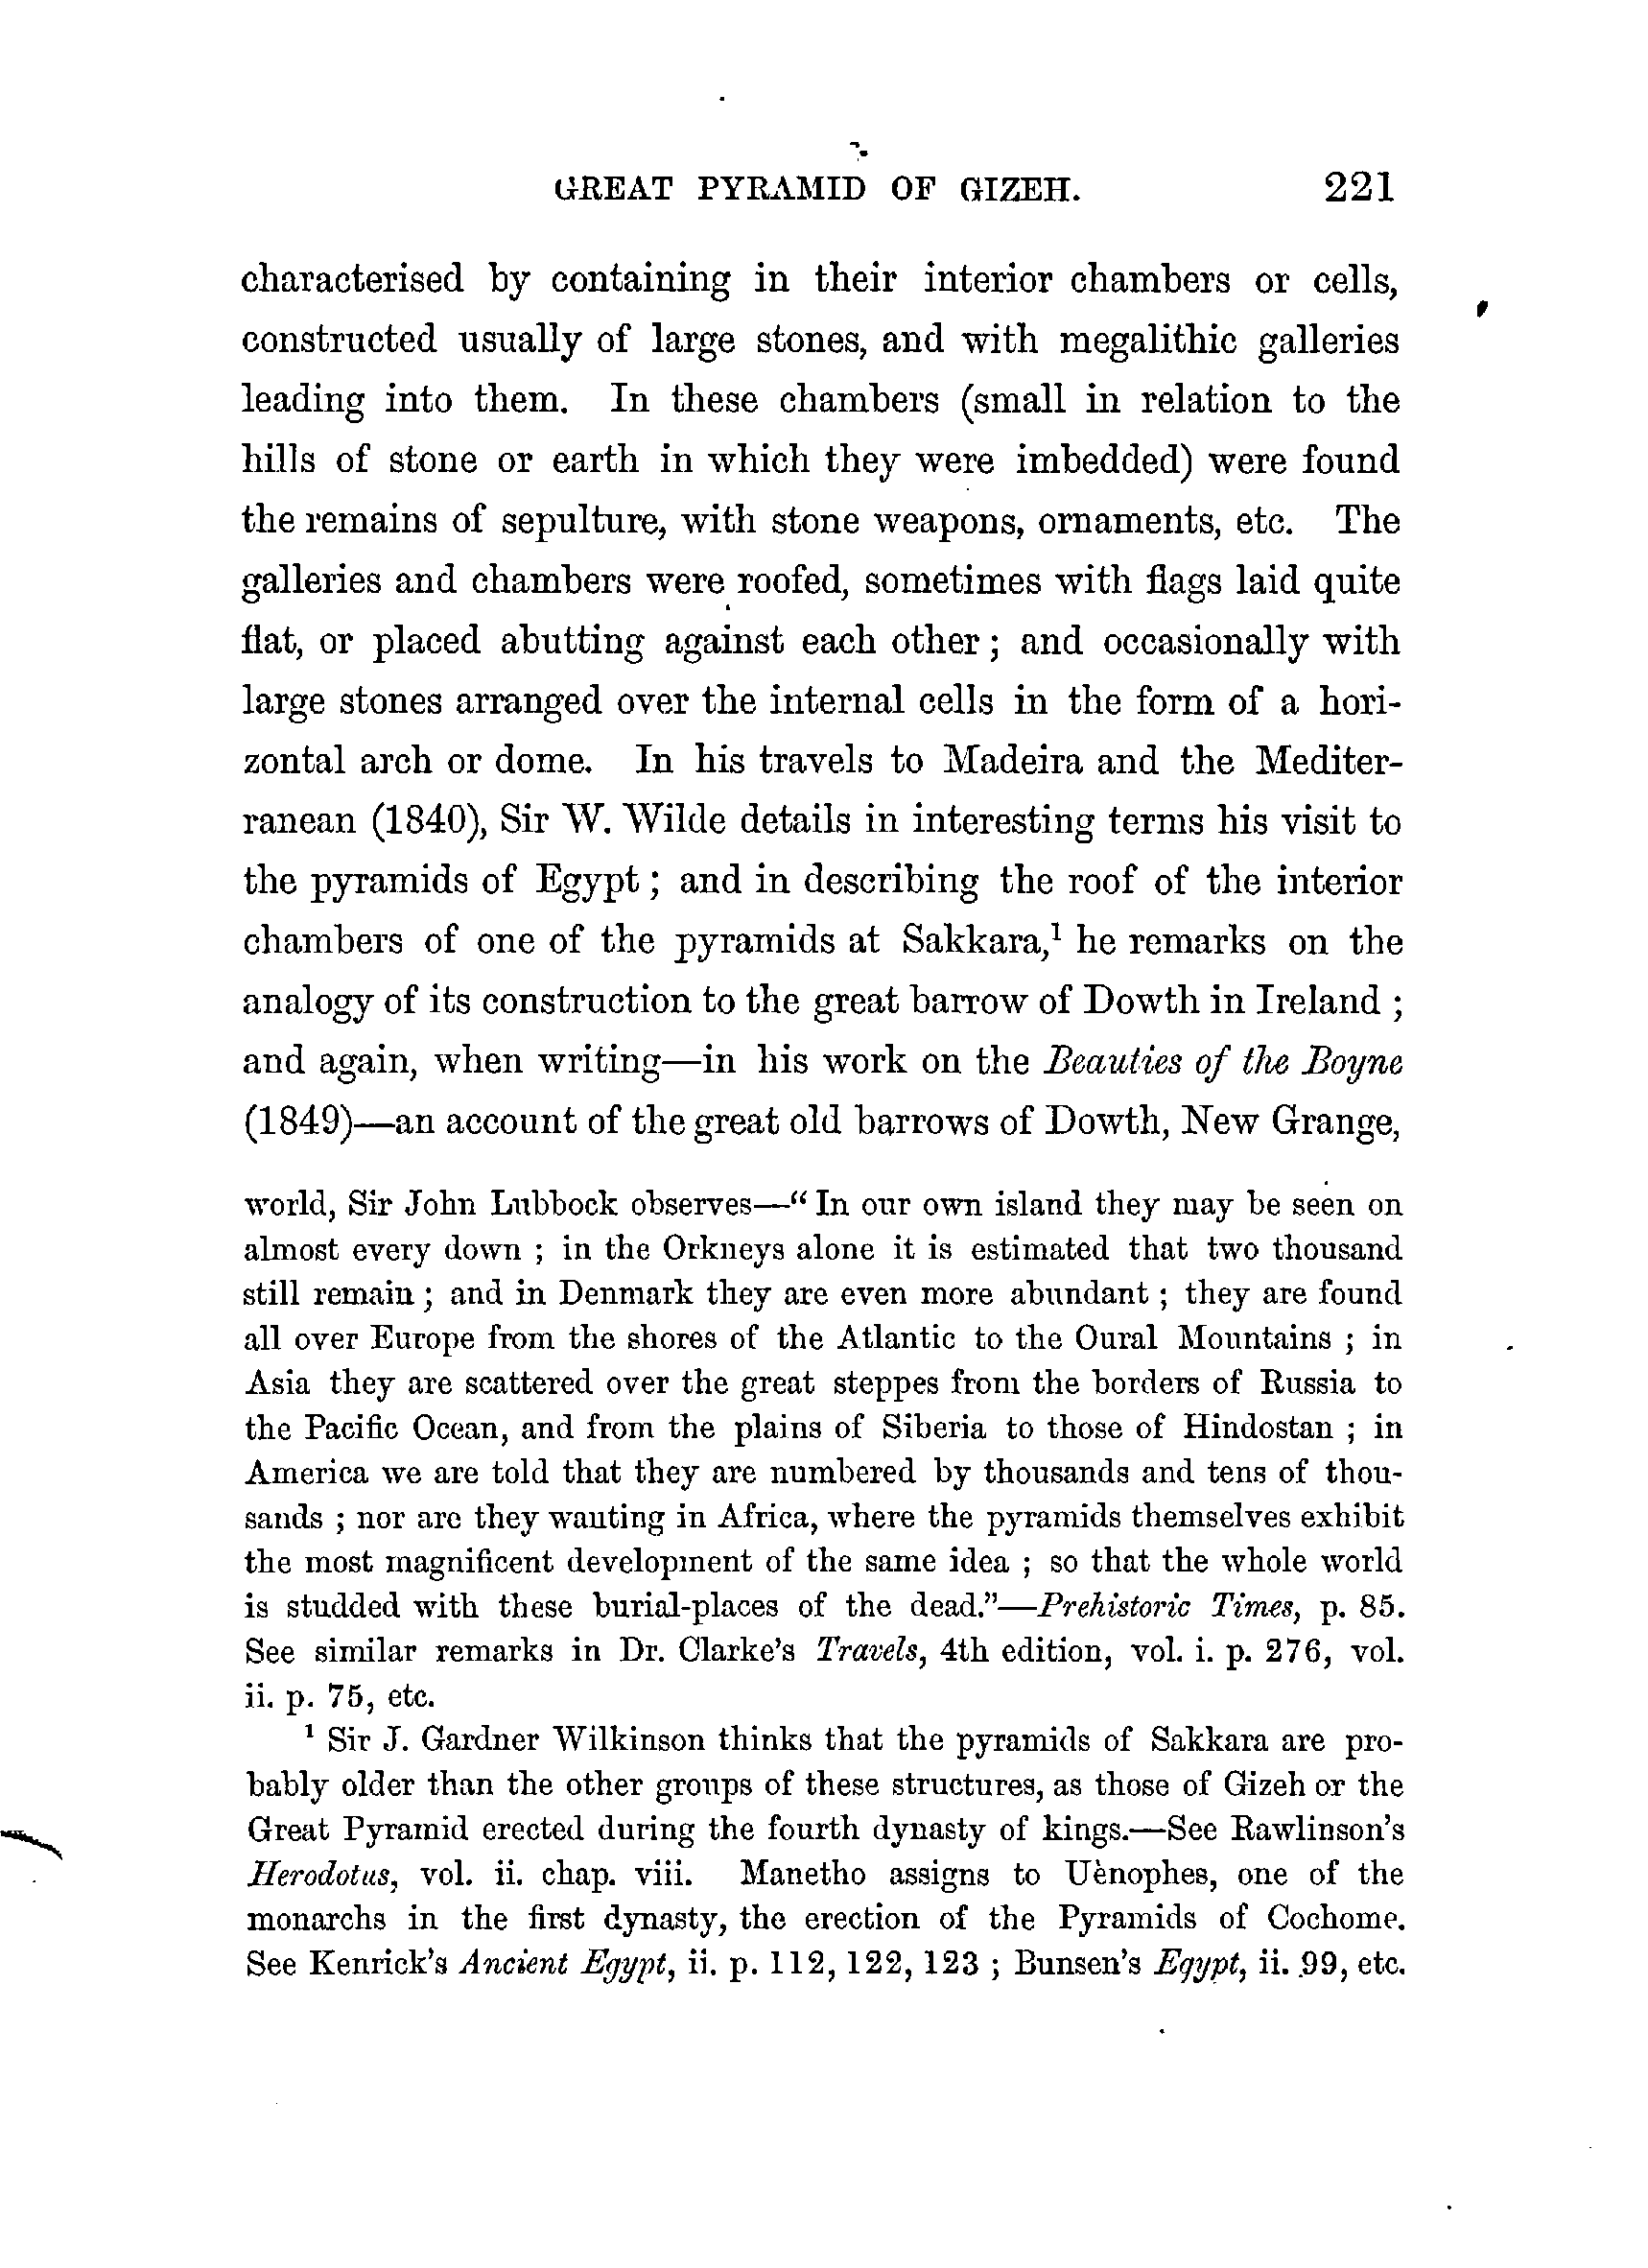 GREAT PYRAMID OF GIZEH. 221
characterised by containing in their interior chambers or cells,
constructed usually of large stones, and with megalithic galleries
leading into them. In these chambers (small in relation to the
hills of stone or earth in which they were imbedded) were found
the remains of sepulture, with stone weapons, ornaments, etc. The
galleries and chambers were roofed, sometimes with flags laid quite
flat, or placed abutting against each other ; and occasionally with
large stones arranged over the internal cells in the form of a hori-
zontal arch or dome. In his travels to Madeira and the Mediter-
ranean (1840), Sir W. Wilde details in interesting terms his visit to
the pyramids of Egypt ; and in describing the roof of the interior
chambers of one of the pyramids at Sakkara,¹ he remarks on the
analogy of its construction to the great barrow of Dowth in Ireland ;
and again, when writing—in his work on the Beauties of the Boyne
(1849)—an account of the great old barrows of Dowth, New Grange,
world, Sir John Lubbock observes—“ In our own island they may be seen on
almost every down ; in the Orkneys alone it is estimated that two thousand
still remain ; and in Denmark they are even more abundant ; they are found
all over Europe from the shores of the Atlantic to the Oural Mountains ; in
Asia they are scattered over the great steppes from the borders of Russia to
the Pacific Ocean, and from the plains of Siberia to those of Hindostan ; in
America we are told that they are numbered by thousands and tens of thou-
sands ; nor are they wanting in Africa, where the pyramids themselves exhibit
the most magnificent development of the same idea ; so that the whole world
is studded with these burial-places of the dead.”—Prehistoric Times, p. 85.
See similar remarks in Dr. Clarke’s Travels, 4th edition, vol. i. p. 276, vol.
ii. p. 75, etc.
¹ Sir J. Gardner Wilkinson thinks that the pyramids of Sakkara are pro-
bably older than the other groups of these structures, as those of Gizeh or the
Great Pyramid erected during the fourth dynasty of kings.—See Rawlinson’s
Herodotus, vol. ii. chap. viii. Manetho assigns to Uènophes, one of the
monarchs in the first dynasty, the erection of the Pyramids of Cochome.
See Kenrick’s Ancient Egypt, ii. p. 112, 122, 123 ; Bunsen’s Egypt, ii. 99, etc.